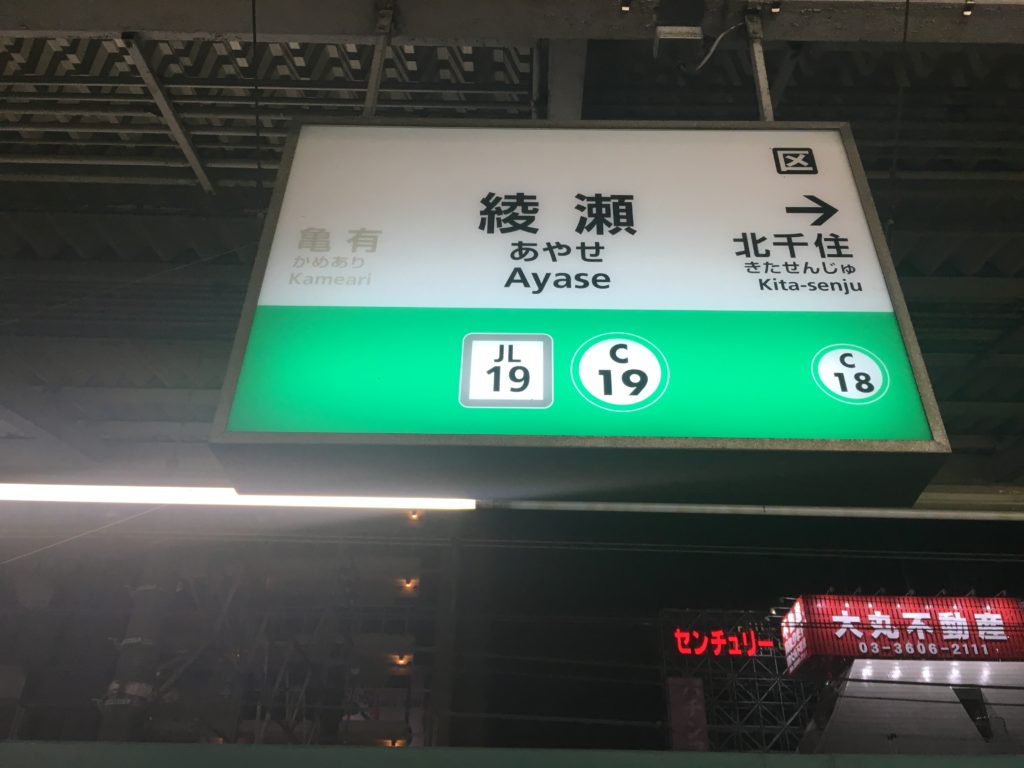 区
綾瀬
あやせ
Ayase
亀有
かめあり
Kameari
→
北千住
きたせんじゅ
Kita-senju
JL
19
C
19
C
18
センチュリー
大丸不動産
03-3606-2111